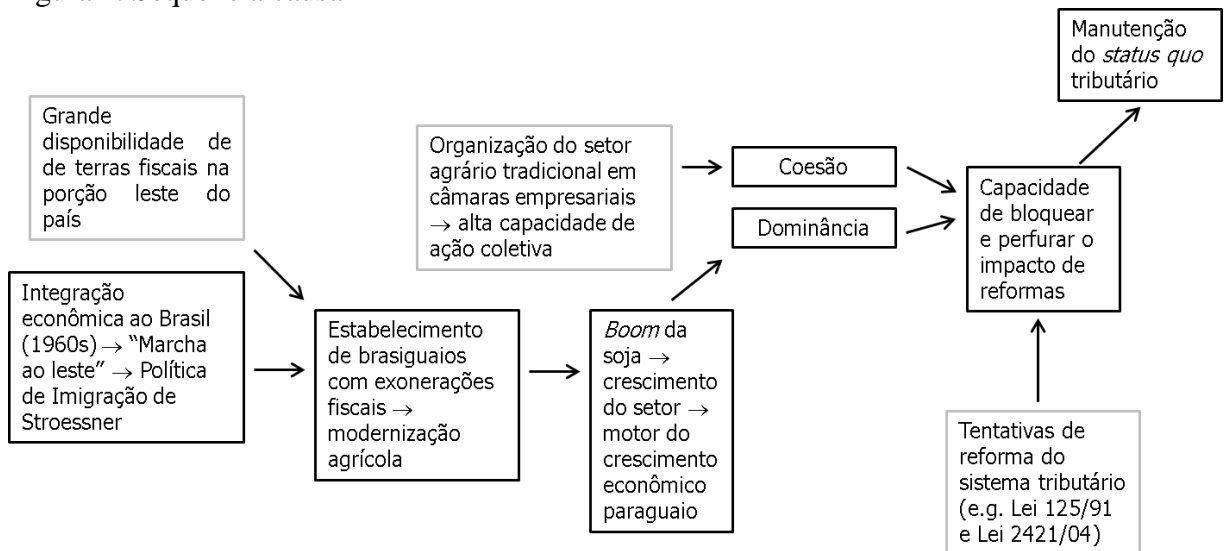 Manutenção
do status quo
tributário
Grande
disponibilidade de
de terras fiscais na
porção leste do
país
Organização do setor
agrário tradicional em
câmaras empresariais
→ alta capacidade de
ação coletiva
Coesão
Dominância
Capacidade
de bloquear
e perfurar o
impacto de
reformas
Integração
econômica ao Brasil
(1960s) → “Marcha
ao leste” → Política
de Imigração de
Stroessner
Estabelecimento
de brasiguaios
com exonerações
fiscais →
modernização
agrícola
Boom da
soja →
crescimento
do setor →
motor do
crescimento
econômico
paraguaio
Tentativas de
reforma do
sistema tributário
(e.g. Lei 125/91
e Lei 2421/04)